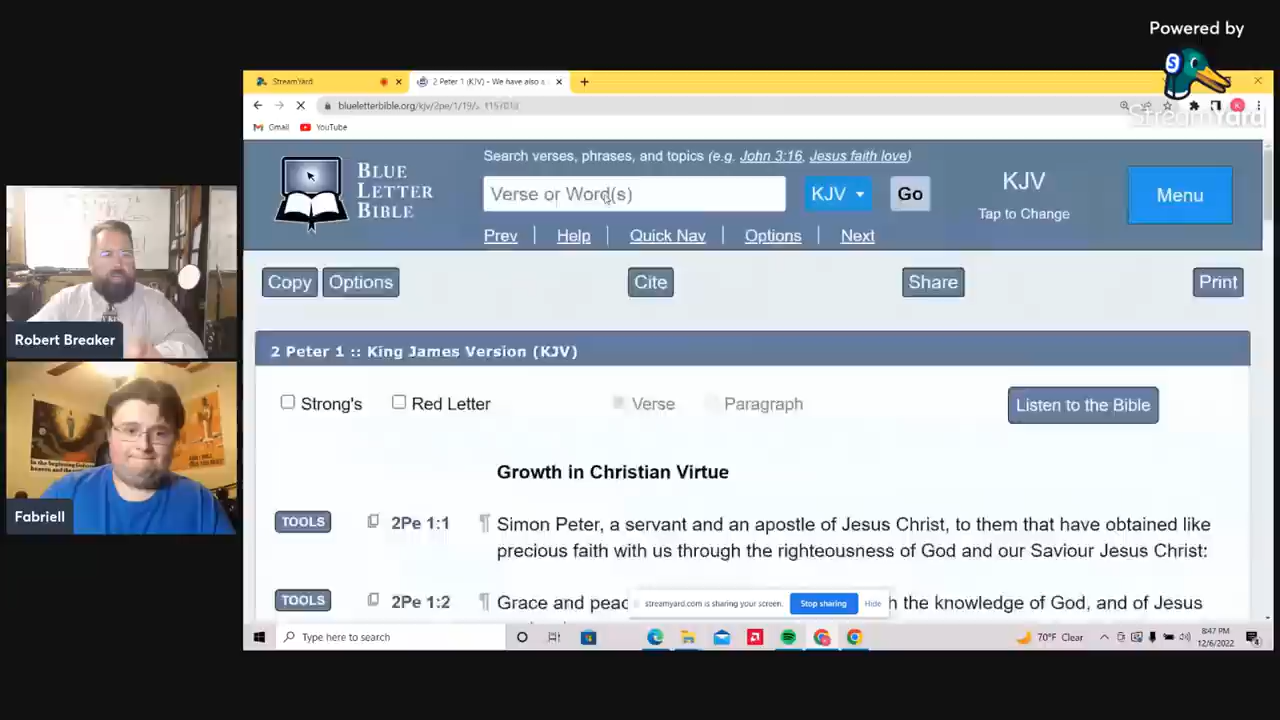 Powered by
StreamYard
StreamYard
2 Peter 1 (KJV) - We have also a
blueletterbible.org/kjv/2pe/1/19/
Gmail
YouTube
BLUE
LETTER
BIBLE
Search verses, phrases, and topics (e.g. John 3:16, Jesus faith love)
Verse or Word(s)
KJV
Go
KJV
Tap to Change
Menu
Prev
Help
Quick Nav
Options
Next
Copy
Options
Cite
Share
Print
2 Peter 1 :: King James Version (KJV)
Strong's
Red Letter
Verse
Paragraph
Listen to the Bible
Growth in Christian Virtue
TOOLS
2Pe 1:1
¶ Simon Peter, a servant and an apostle of Jesus Christ, to them that have obtained like
precious faith with us through the righteousness of God and our Saviour Jesus Christ:
TOOLS
2Pe 1:2
¶ Grace and peac
h the knowledge of God, and of Jesus
streamyard.com is sharing your screen.
Stop sharing
Hide
Type here to search
70°F Clear
8:47 PM
12/6/2022
Robert Breaker
In the beginning
heaven and the
Fabriell